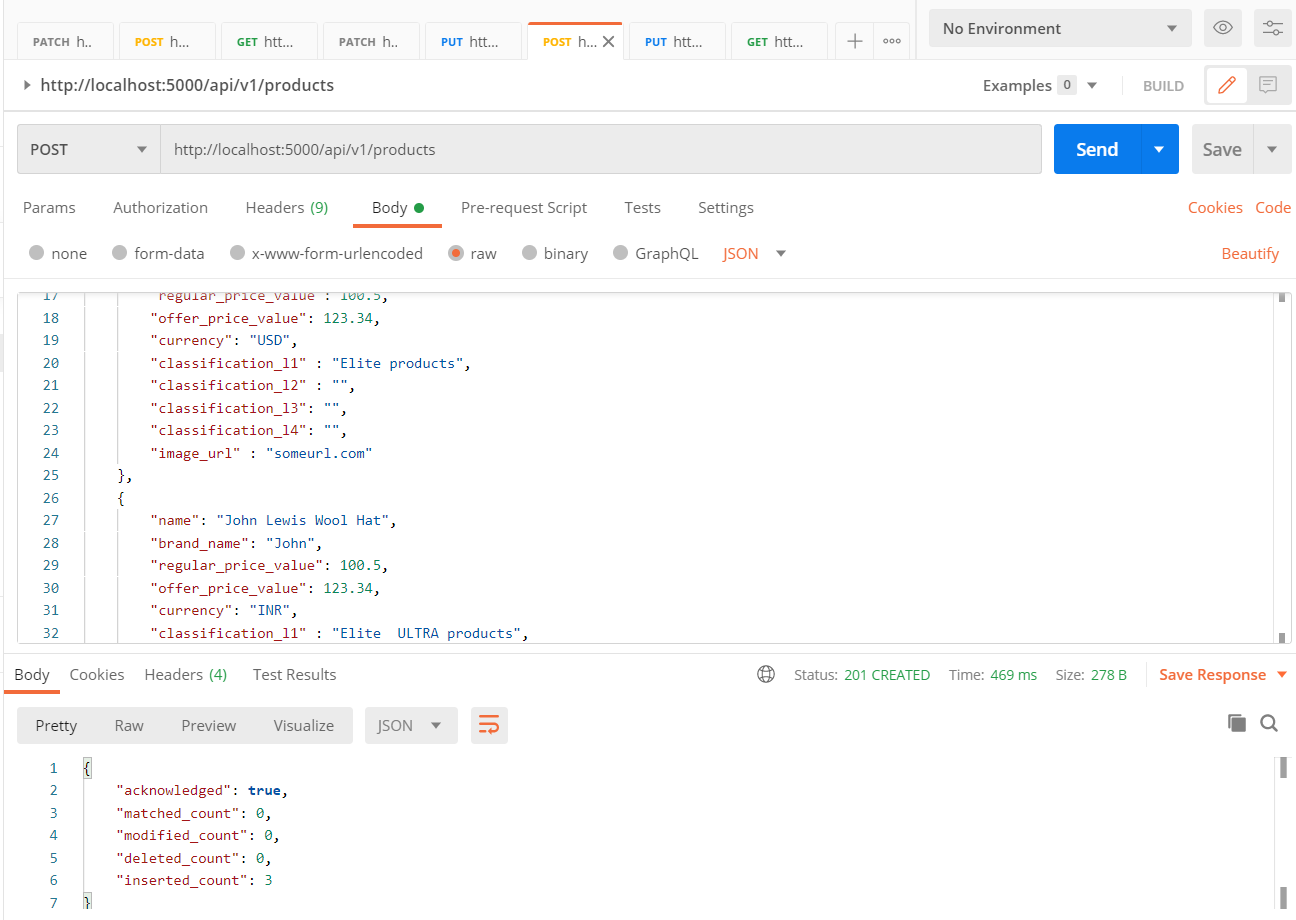 PATCH h..
POST h...
GET htt...
PATCH h..
PUT htt...
POST h...
PUT htt...
GET htt...
No Environment
http://localhost:5000/api/v1/products
Examples 0
BUILD
POST
http://localhost:5000/api/v1/products
Send
Save
Params
Authorization
Headers (9)
Body
Pre-request Script
Tests
Settings
Cookies
Code
none
form-data
x-www-form-urlencoded
raw
binary
GraphQL
JSON
Beautify
17 "regular_price_value": 100.5,
18 "offer_price_value": 123.34,
19 "currency": "USD",
20 "classification_l1" : "Elite products",
21 "classification_l2" : "",
22 "classification_l3": "",
23 "classification_l4": "",
24 "image_url" : "someurl.com"
25 },
26 {
27 "name": "John Lewis Wool Hat",
28 "brand_name": "John",
29 "regular_price_value": 100.5,
30 "offer_price_value": 123.34,
31 "currency": "INR",
32 "classification_l1" : "Elite  ULTRA products",
Body
Cookies
Headers (4)
Test Results
Status: 201 CREATED
Time: 469 ms
Size: 278 B
Save Response
Pretty
Raw
Preview
Visualize
JSON
1 {
2 "acknowledged": true,
3 "matched_count": 0,
4 "modified_count": 0,
5 "deleted_count": 0,
6 "inserted_count": 3
7 }